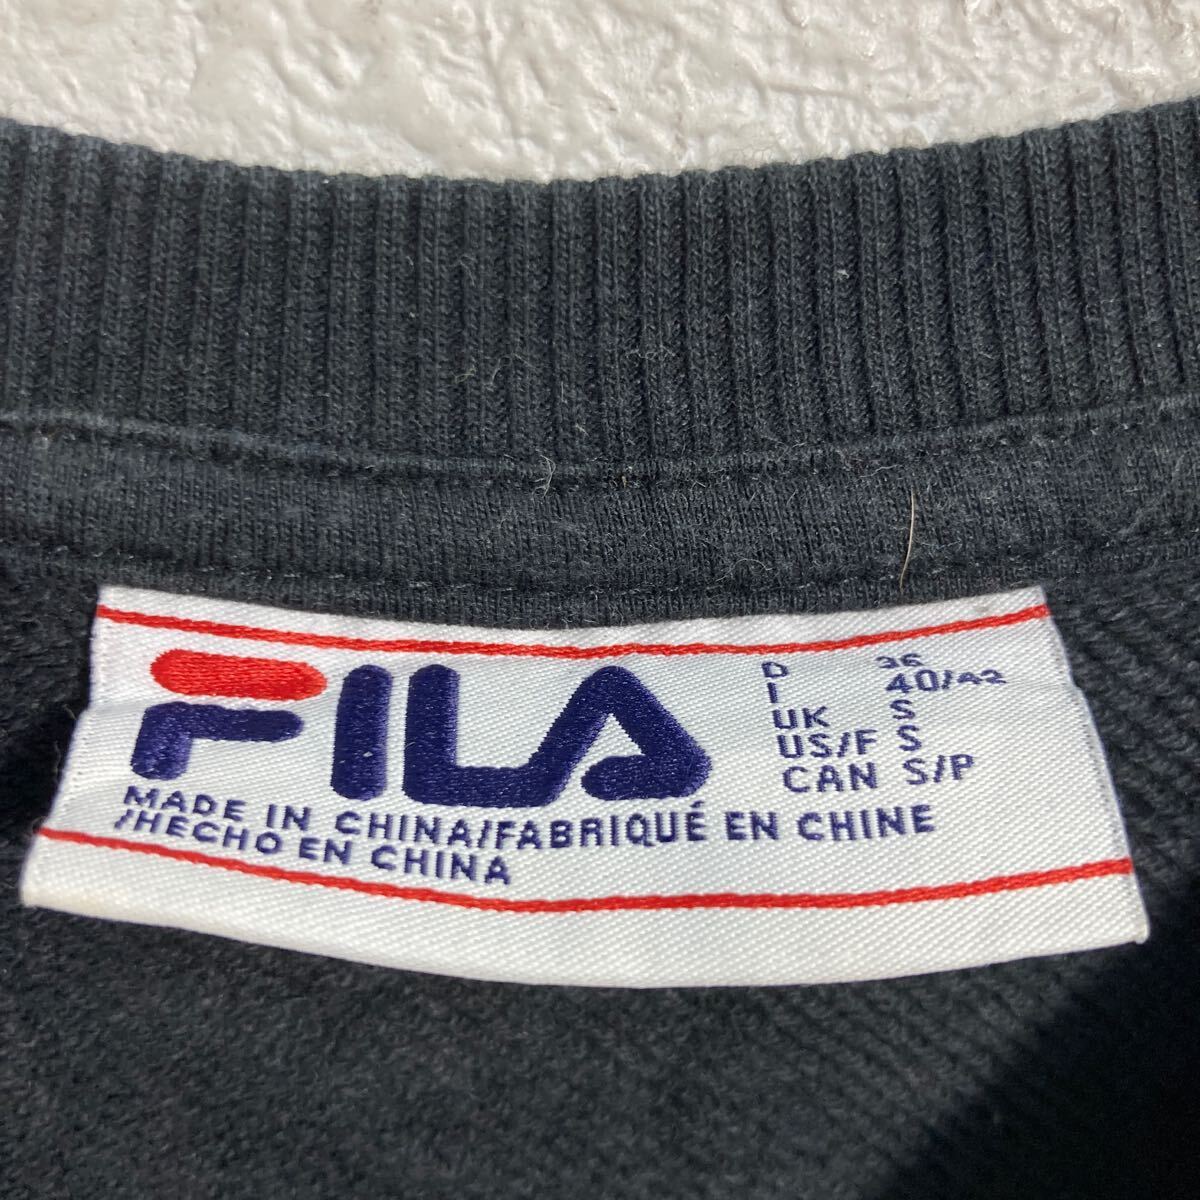 FILA
D 36
I 40/42
UK S
US/F S
CAN S/P
MADE IN CHINA/FABRIQUÉ EN CHINE
/HECHO EN CHINA